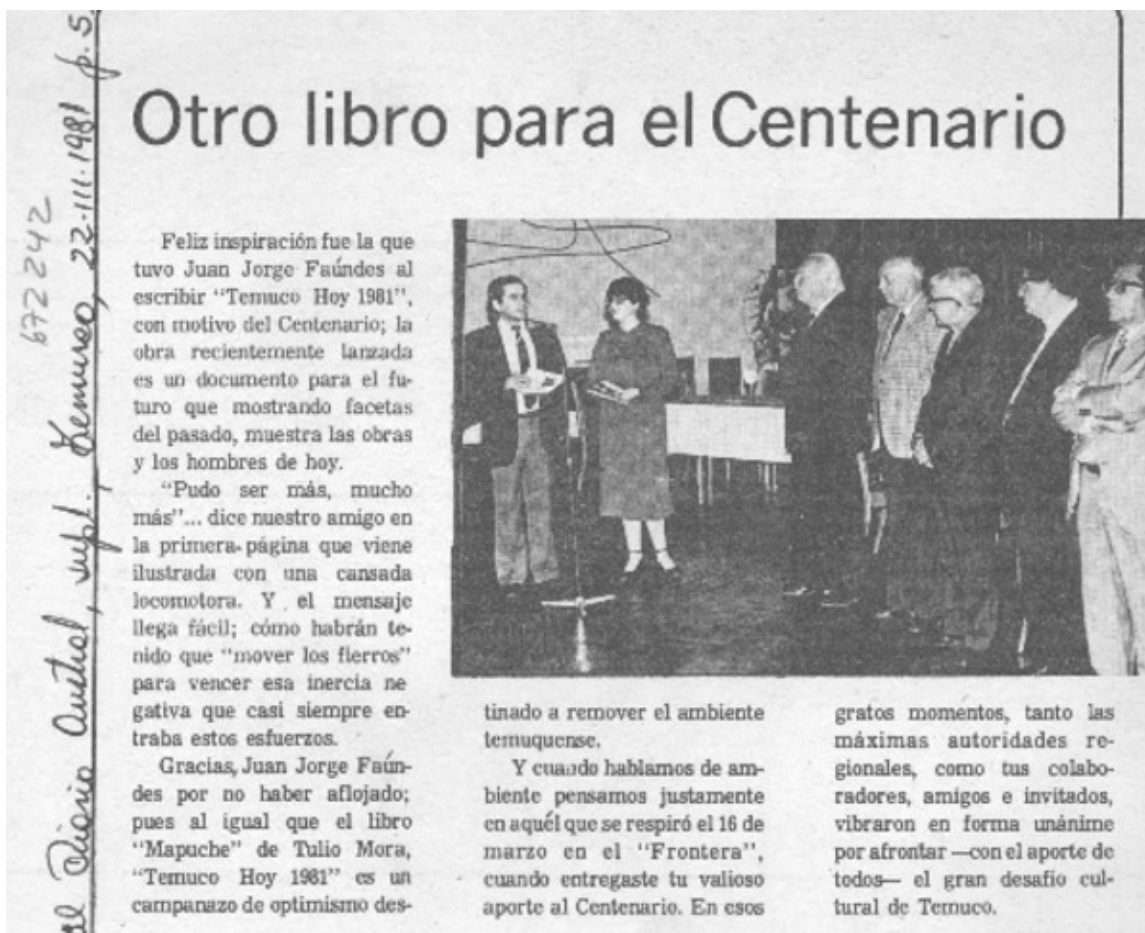 El Diario Austral, supl., Temuco, 22-III-1981 p. 5.
672242
Otro libro para el Centenario
Feliz inspiración fue la que
tuvo Juan Jorge Faúndes al
escribir "Temuco Hoy 1981",
con motivo del Centenario; la
obra recientemente lanzada
es un documento para el fu-
turo que mostrando facetas
del pasado, muestra las obras
y los hombres de hoy.
"Pudo ser más, mucho
más"... dice nuestro amigo en
la primera página que viene
ilustrada con una cansada
locomotora. Y el mensaje
llega fácil; cómo habrán te-
nido que "mover los fierros"
para vencer esa inercia ne
gativa que casi siempre en-
traba estos esfuerzos.
Gracias, Juan Jorge Faún-
des por no haber aflojado;
pues al igual que el libro
"Mapuche" de Tulio Mora,
"Temuco Hoy 1981" es un
campanazo de optimismo des-
tinado a remover el ambiente
temuquense.
Y cuando hablamos de am-
biente pensamos justamente
en aquél que se respiró el 16 de
marzo en el "Frontera",
cuando entregaste tu valioso
aporte al Centenario. En esos
gratos momentos, tanto las
máximas autoridades re-
gionales, como tus colabo-
radores, amigos e invitados,
vibraron en forma unánime
por afrontar —con el aporte de
todos— el gran desafío cul-
tural de Temuco.